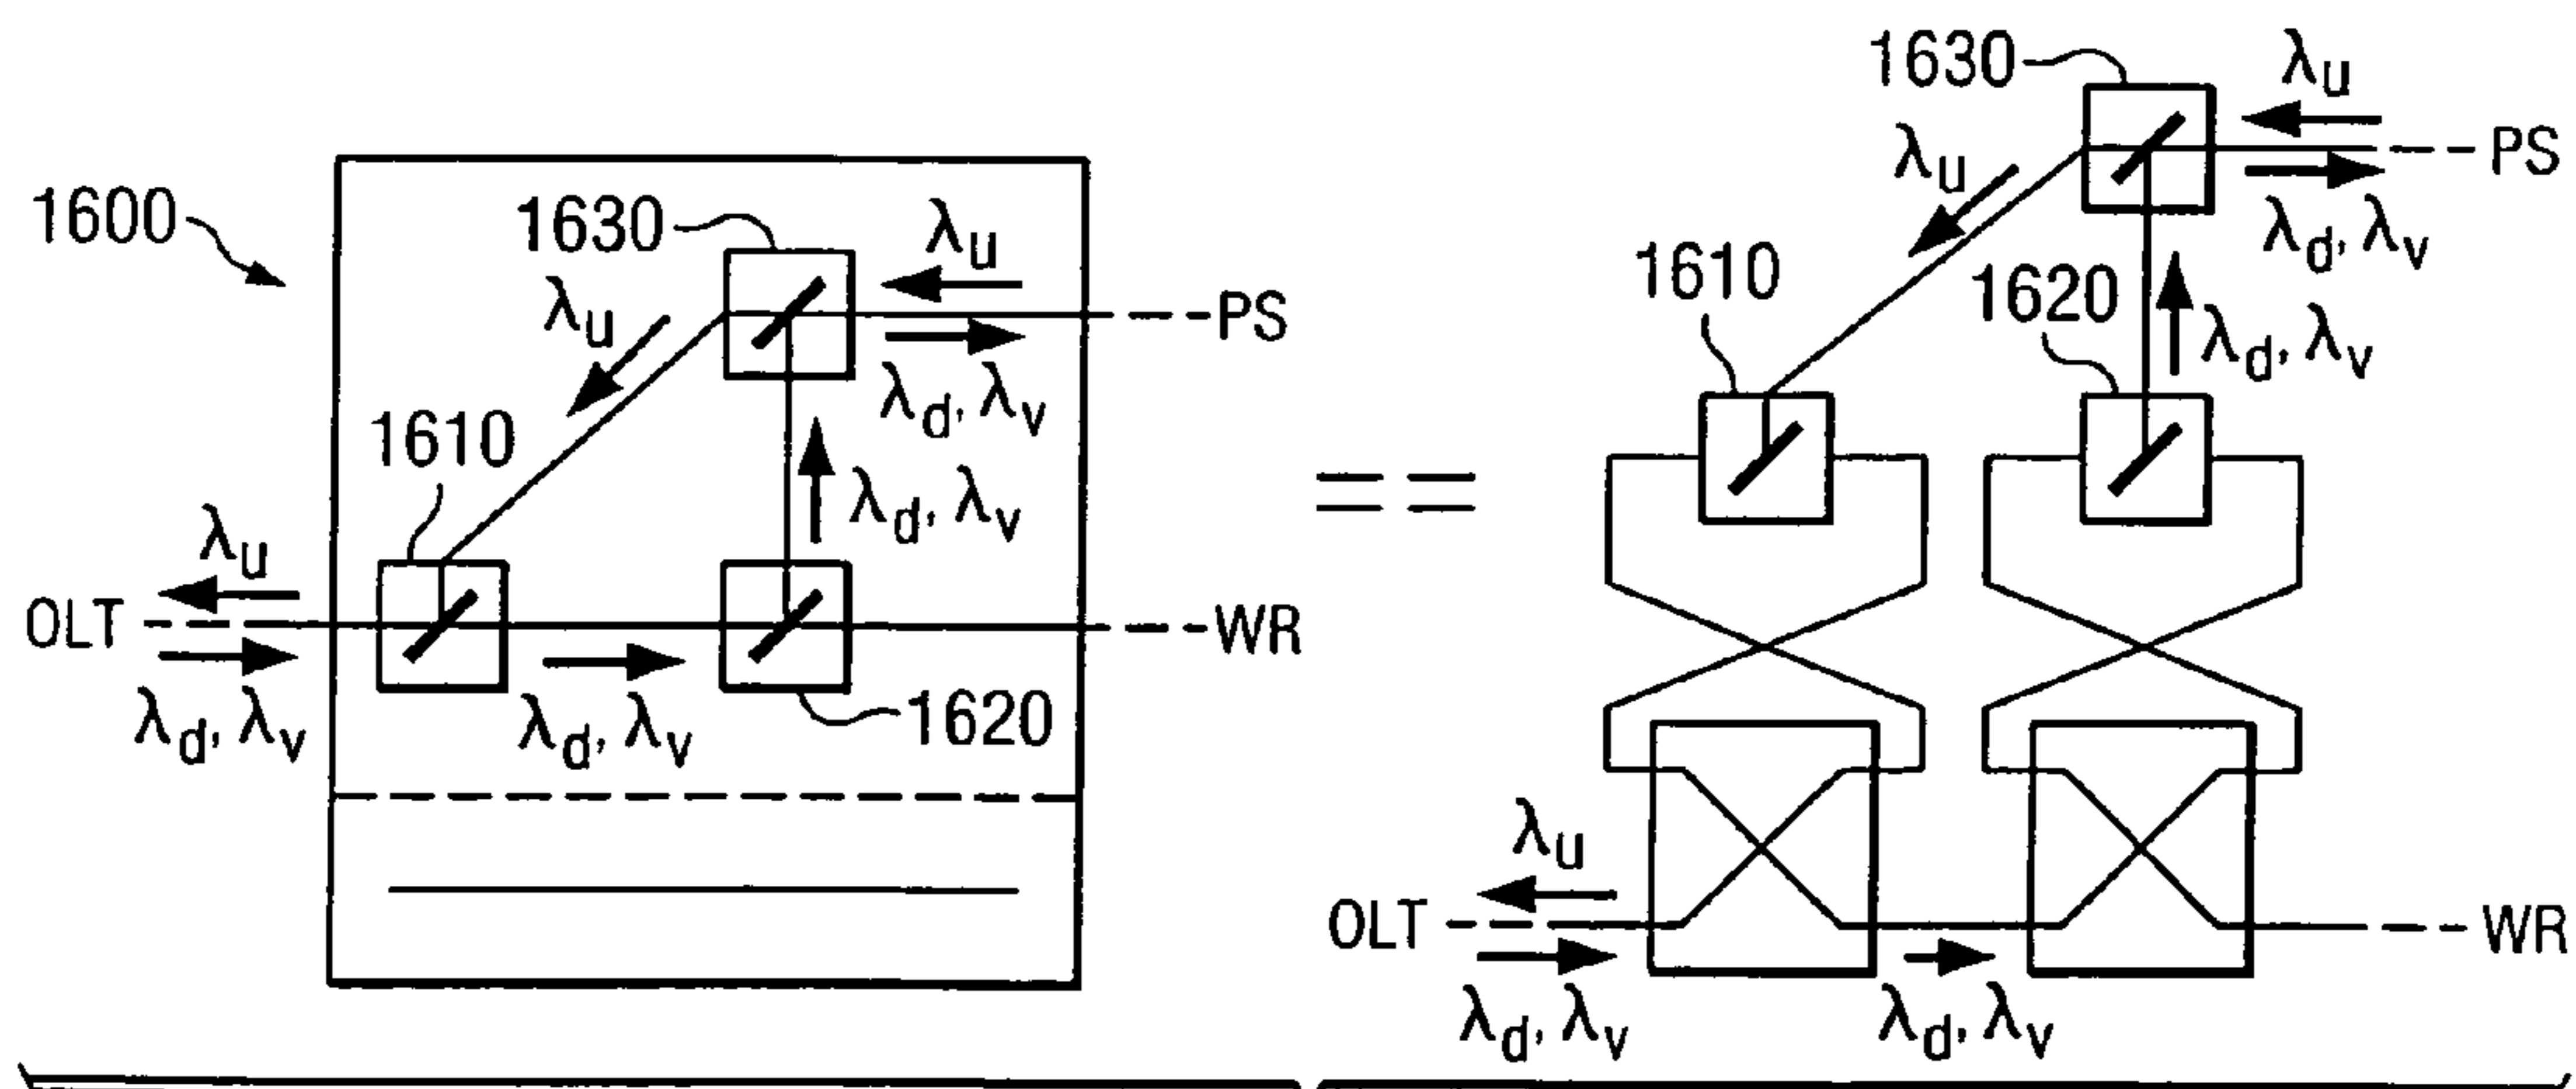 1600
1630
λu
λu
PS
λd, λv
1610
λd, λv
λu
OLT
WR
λd, λv
λd, λv
1620
==
1630
λu
λu
PS
λd, λv
1610
1620
λd, λv
λu
OLT
WR
λd, λv
λd, λv